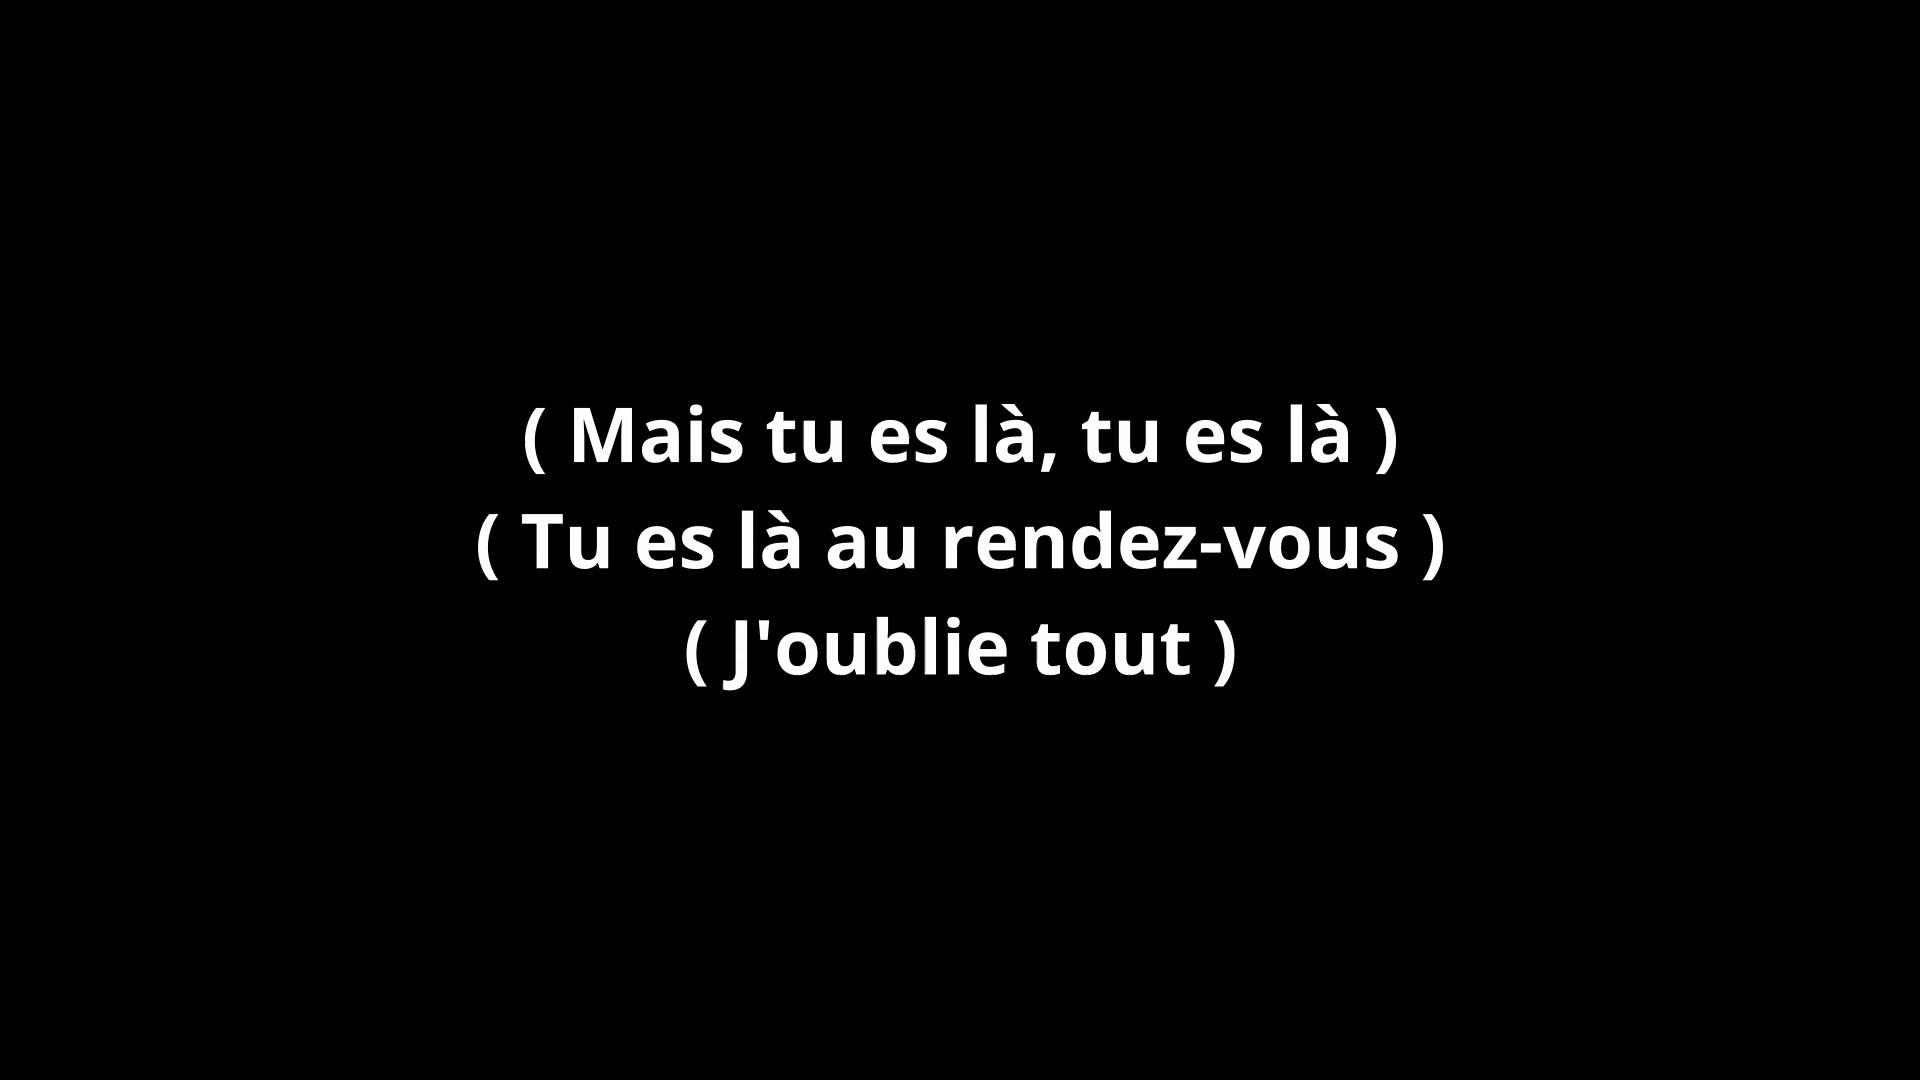 ( Mais tu es là, tu es là )
( Tu es là au rendez-vous )
( J'oublie tout )